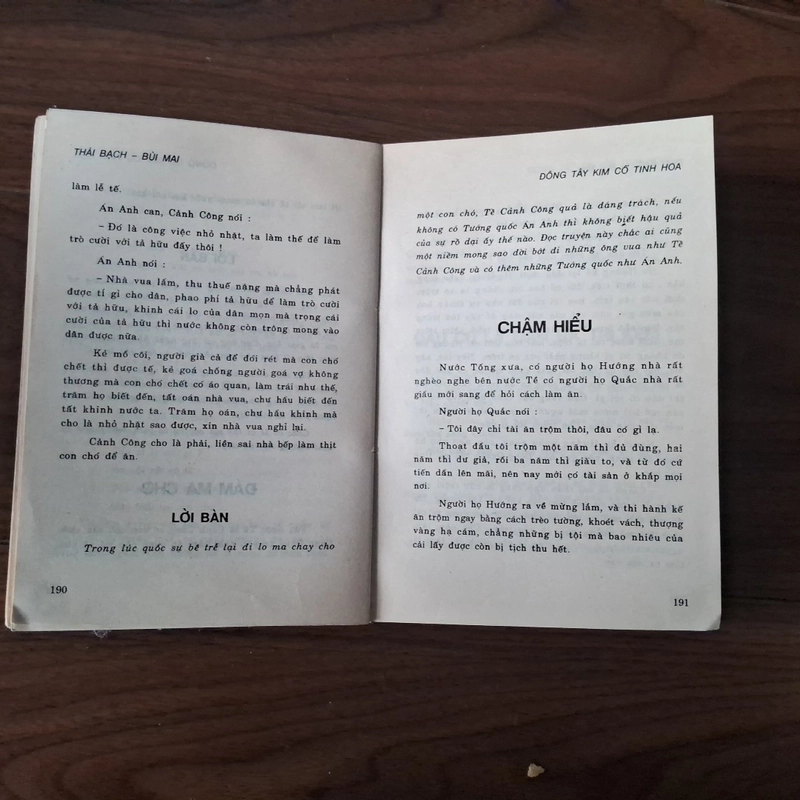 THÁI BẠCH – BÙI MAI
làm lễ tế.
Án Anh can, Cảnh Công nói :
– Đó là công việc nhỏ nhặt, ta làm thế để làm
trò cười với tả hữu đấy thôi !
Án Anh nói :
– Nhà vua lầm, thu thuế nặng mà chẳng phát
được tí gì cho dân, phao phí tả hữu để làm trò cười
với tả hữu, khinh cái lo của dân mọn mà trọng cái
cười của tả hữu thì nước không còn trông mong vào
dân được nữa.
Kẻ mồ côi, người già cả để đói rét mà con chó
chết thì được tế, kẻ goá chồng người goá vợ không
thương mà con chó chết có áo quan, làm trái như thế,
trăm họ biết đến, tất oán nhà vua, chư hầu biết đến
tất khinh nước ta. Trăm họ oán, chư hầu khinh mà
cho là nhỏ nhặt sao được, xin nhà vua nghĩ lại.
Cảnh Công cho là phải, liền sai nhà bếp làm thịt
con chó để ăn.
LỜI BÀN
Trong lúc quốc sự bê trễ lại đi lo ma chay cho
190
ĐÔNG TÂY KIM CỔ TINH HOA
một con chó, Tề Cảnh Công quả là đáng trách, nếu
không có Tướng quốc Án Anh thì không biết hậu quả
của sự rồ dại ấy thế nào. Đọc truyện này chắc ai cũng
một niềm mong sao đời bớt đi những ông vua như Tề
Cảnh Công và có thêm những Tướng quốc như Án Anh.
CHẬM HIỂU
Nước Tống xưa, có người họ Hướng nhà rất
nghèo nghe bên nước Tề có người họ Quắc nhà rất
giầu mới sang để hỏi cách làm ăn.
Người họ Quắc nói :
– Tôi đây chỉ tài ăn trộm thôi, đâu có gì lạ.
Thoạt đầu tôi trộm một năm thì đủ dùng, hai
năm thì dư giả, rồi ba năm thì giàu to, và từ đó cứ
tiến dần lên mãi, nên nay mới có tài sản ở khắp mọi
nơi.
Người họ Hướng ra về mừng lắm, và thi hành kế
ăn trộm ngay bằng cách trèo tường, khoét vách, thượng
vàng hạ cám, chẳng những bị tội mà bao nhiêu của
cải lấy được còn bị tịch thu hết.
191